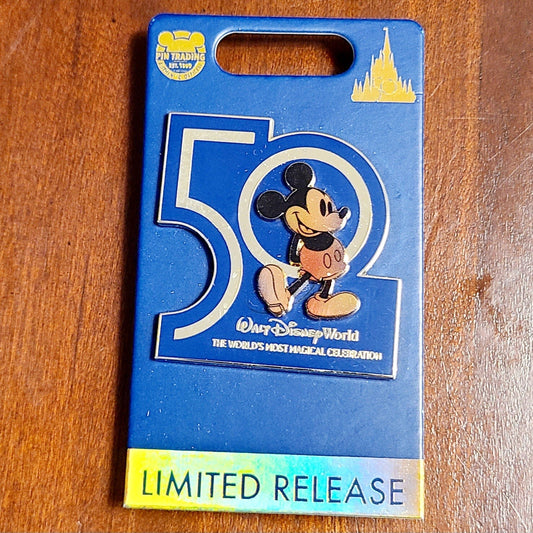 PIN TRADING
EST. 1999
50
Walt Disney World
THE WORLD'S MOST MAGICAL CELEBRATION
LIMITED RELEASE